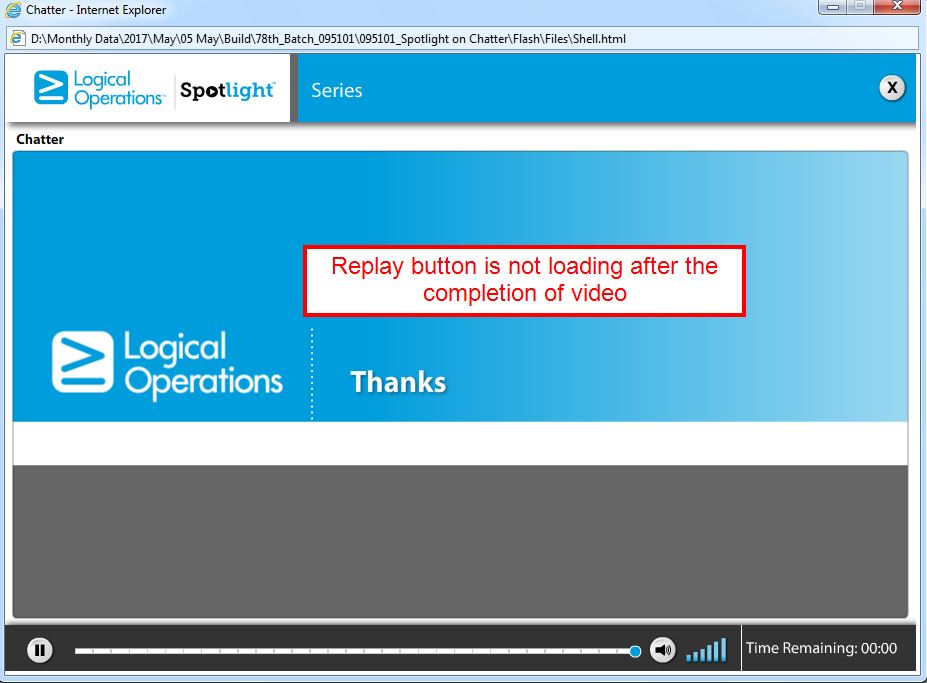 Chatter - Internet Explorer
D:\Monthly Data\2017\May\05 May\Build\78th_Batch_095101\095101_Spotlight on Chatter\Flash\Files\Shell.html
Logical
Operations™
Spotlight™
Series
X
Chatter
Replay button is not loading after the
completion of video
Logical
Operations
Thanks
Time Remaining: 00:00